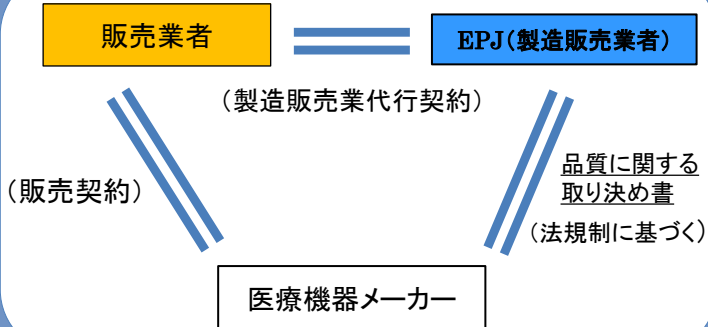 販売業者
EPJ(製造販売業者)
(製造販売業代行契約)
(販売契約)
品質に関する
取り決め書
(法規制に基づく)
医療機器メーカー